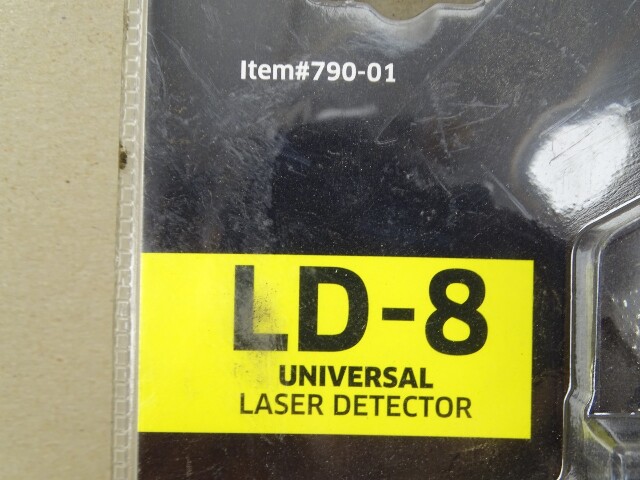 Item#790-01
LD-8
UNIVERSAL
LASER DETECTOR